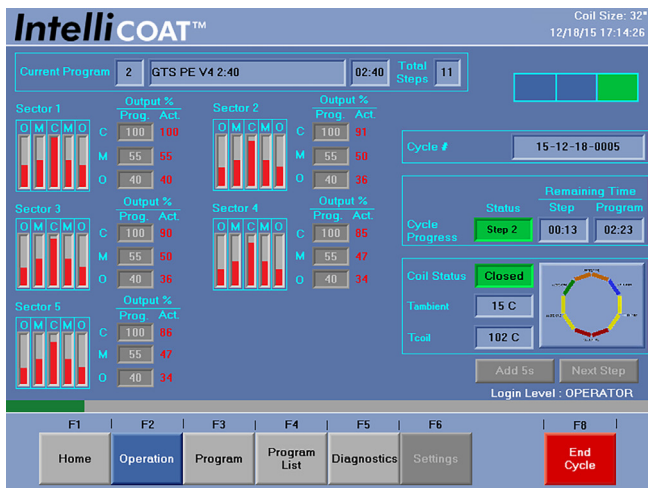 IntelliCOAT™
Coil Size: 32"
12/18/15 17:14:26
Current Program 2 GTS PE V4 2:40 02:40 Total Steps 11
Sector 1 Output %
Prog. Act.
O M C M O
C 100 100
M 55 55
O 40 40
Sector 2 Output %
Prog. Act.
O M C M O
C 100 91
M 55 50
O 40 36
Sector 3 Output %
Prog. Act.
O M C M O
C 100 90
M 55 50
O 40 36
Sector 4 Output %
Prog. Act.
O M C M O
C 100 85
M 55 47
O 40 34
Sector 5 Output %
Prog. Act.
O M C M O
C 100 86
M 55 47
O 40 34
Cycle # 15-12-18-0005
Remaining Time
Status Step Program
Cycle Progress Step 2 00:13 02:23
Coil Status Closed
Tambient 15 C
Tcoil 102 C
Add 5s Next Step
Login Level : OPERATOR
F1 F2 F3 F4 F5 F6 F8
Home Operation Program Program List Diagnostics Settings End Cycle